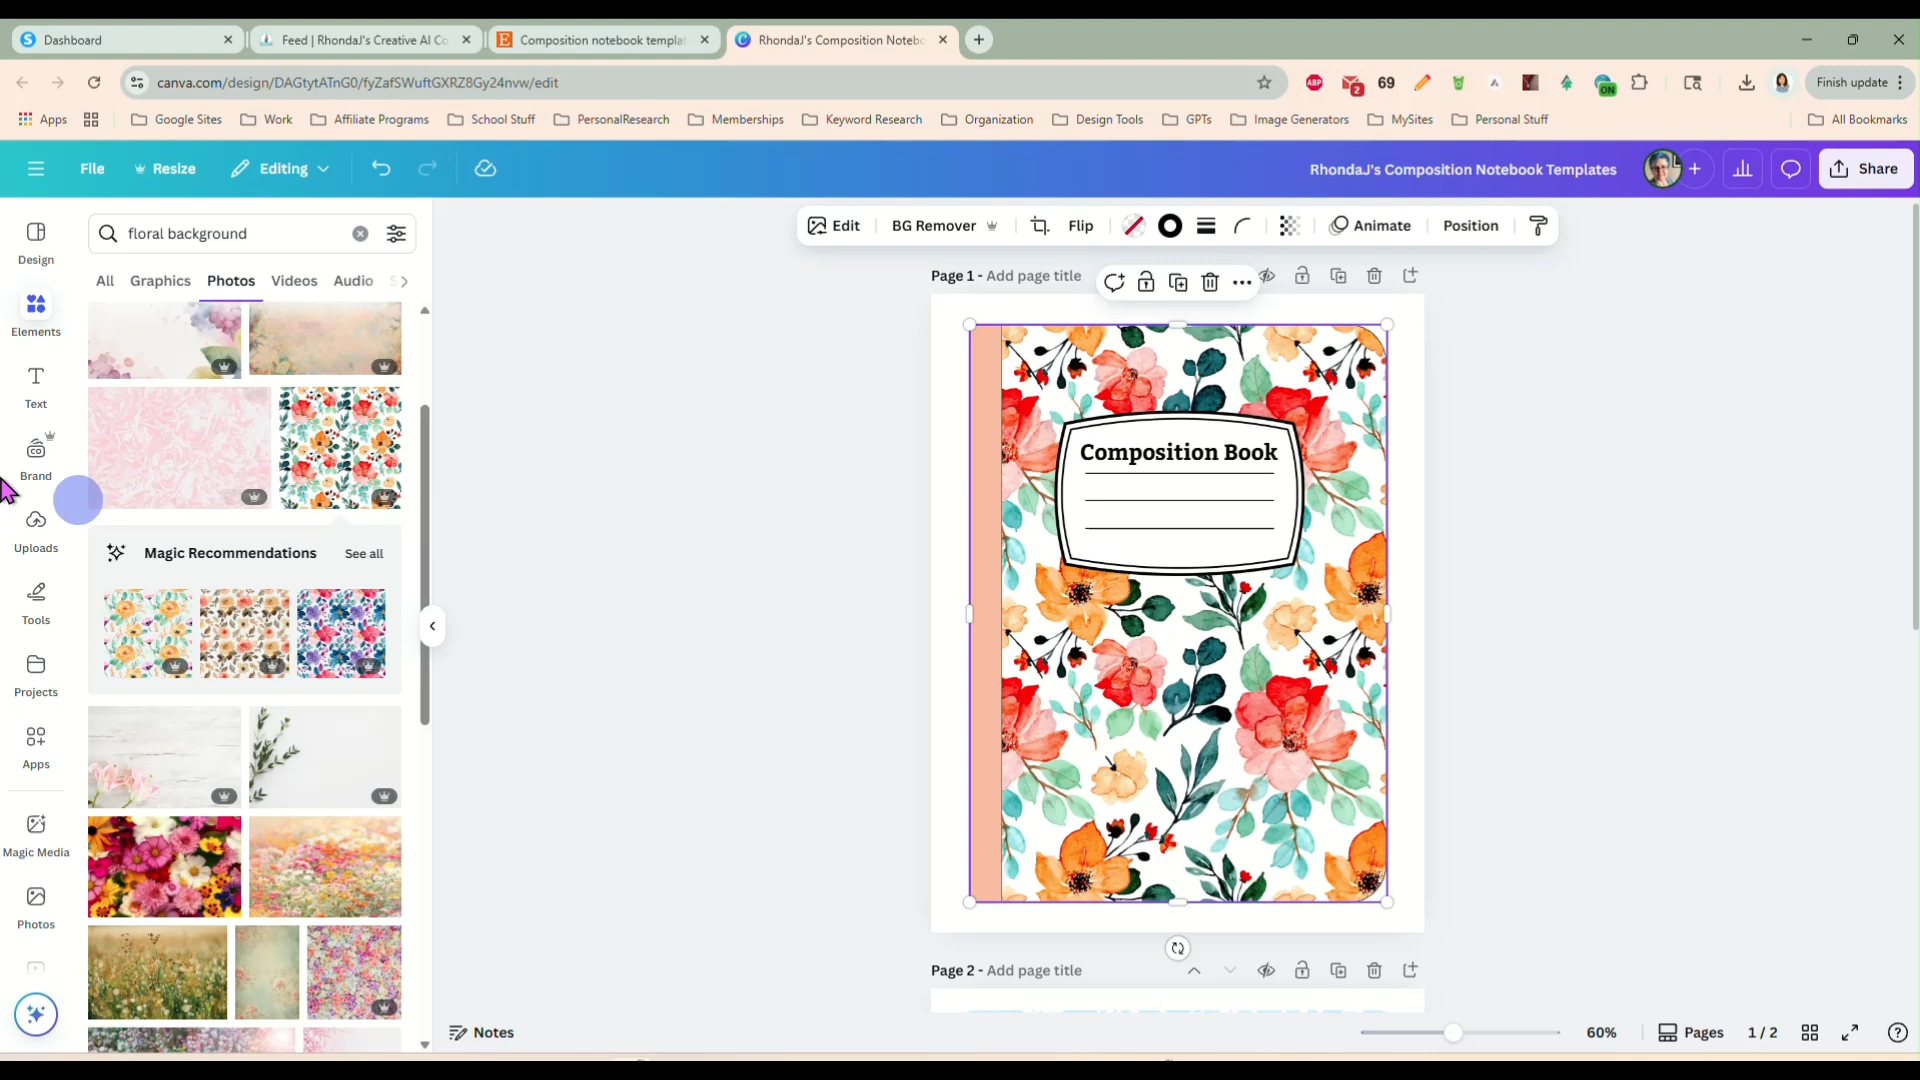 Dashboard
Feed | RhondaJ's Creative AI Co
Composition notebook templat
RhondaJ's Composition Notebo
canva.com/design/DAGtytATnG0/fyZafSWuftGXRZ8Gy24nvw/edit
ABP
2
69
ON
Finish update
Apps
Google Sites
Work
Affiliate Programs
School Stuff
PersonalResearch
Memberships
Keyword Research
Organization
Design Tools
GPTs
Image Generators
MySites
Personal Stuff
All Bookmarks
File
Resize
Editing
RhondaJ's Composition Notebook Templates
Share
Design
Elements
Text
Brand
Uploads
Tools
Projects
Apps
Magic Media
Photos
floral background
All
Graphics
Photos
Videos
Audio
Magic Recommendations
See all
Edit
BG Remover
Flip
Animate
Position
Page 1 - Add page title
Composition Book
Page 2 - Add page title
Notes
60%
Pages
1 / 2